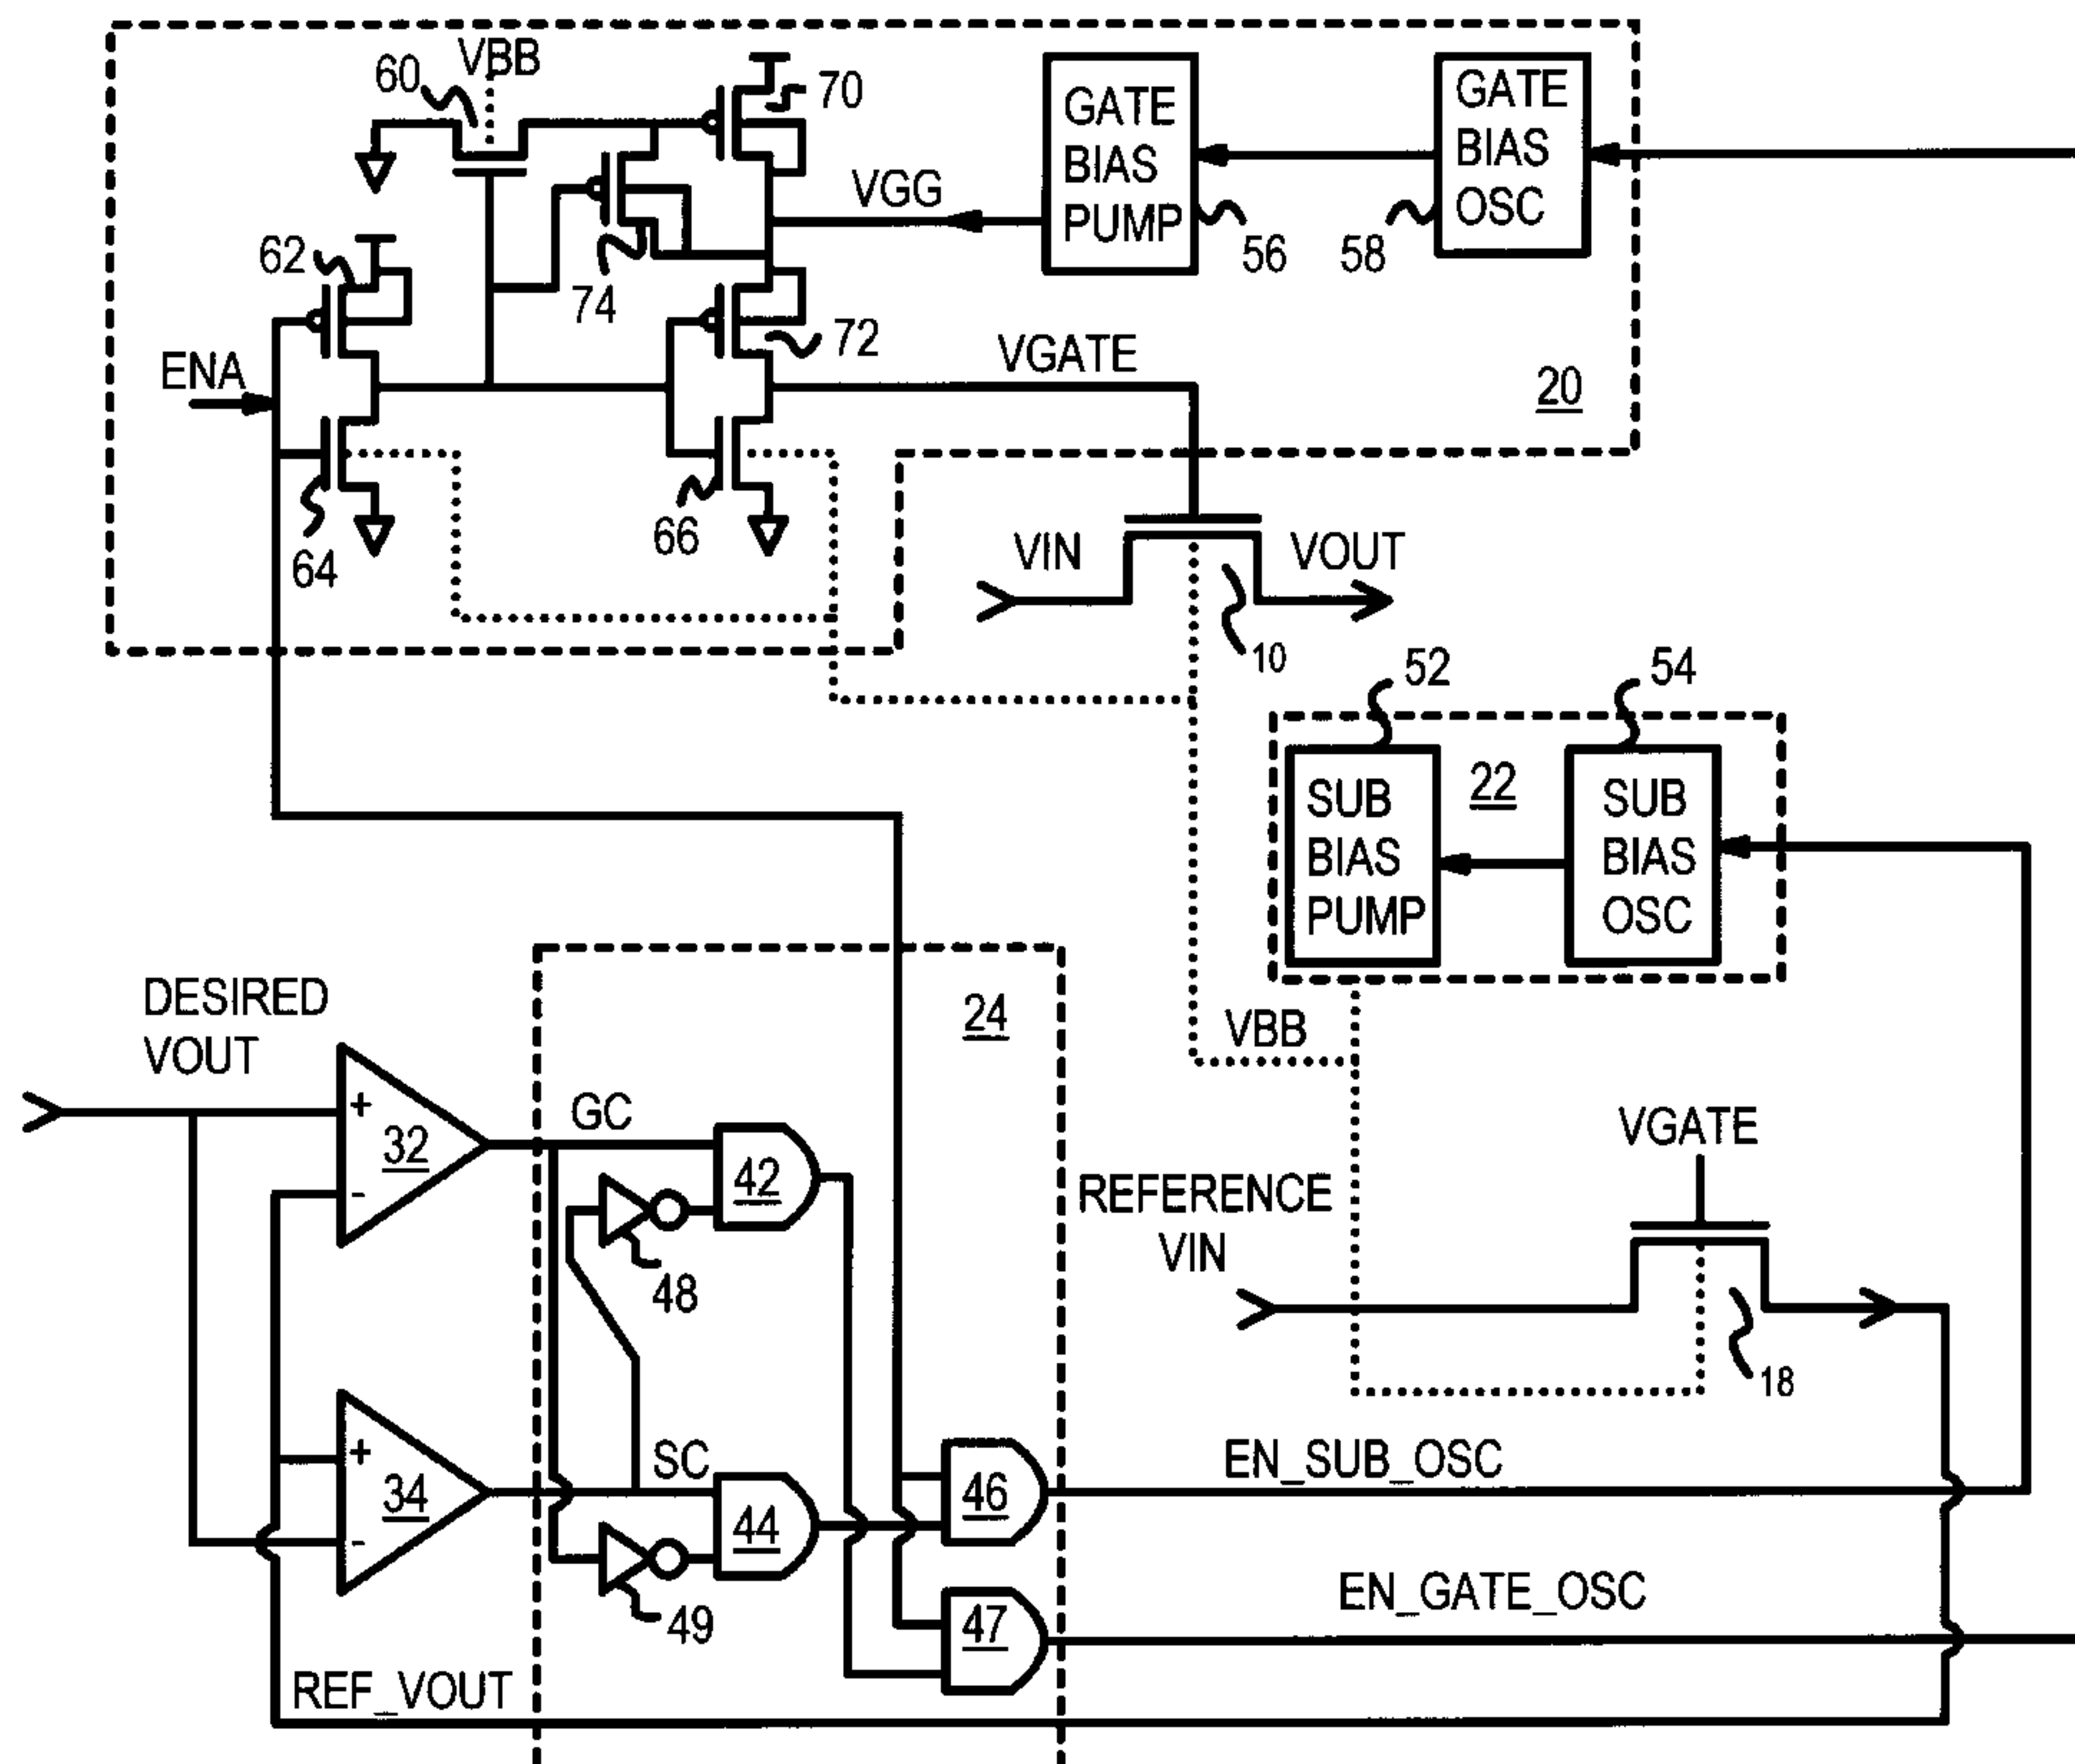 60
VBB
70
GATE
BIAS
PUMP
GATE
BIAS
OSC
VGG
56
58
62
74
72
ENA
VGATE
20
64
66
VIN
VOUT
10
52
54
SUB
BIAS
PUMP
22
SUB
BIAS
OSC
DESIRED
VOUT
24
VBB
+
32
-
GC
42
48
VGATE
REFERENCE
VIN
18
+
34
-
SC
44
49
46
EN_SUB_OSC
47
EN_GATE_OSC
REF_VOUT